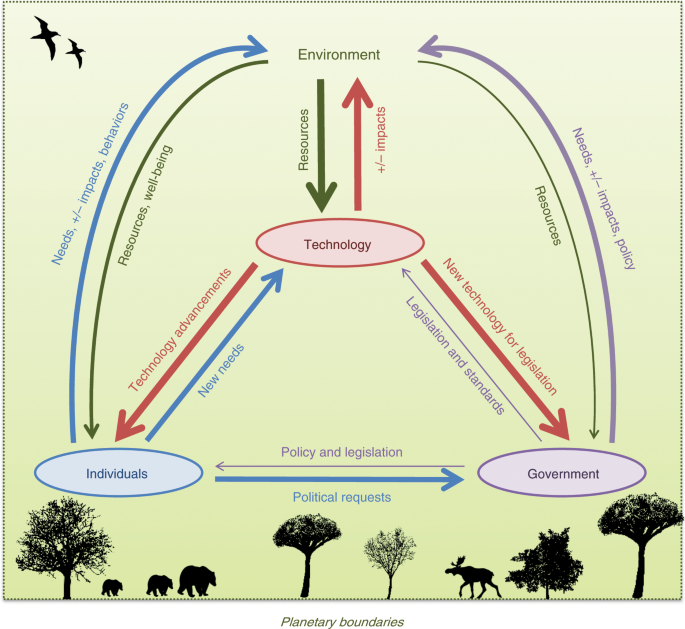 Environment
Needs, +/– impacts, behaviors
Resources, well-being
Resources
+/– impacts
Resources
Needs, +/– impacts, policy
Technology
Technology advancements
New needs
Legislation and
standards
New technology for legislation
Individuals
Policy and legislation
Political requests
Government
Planetary boundaries